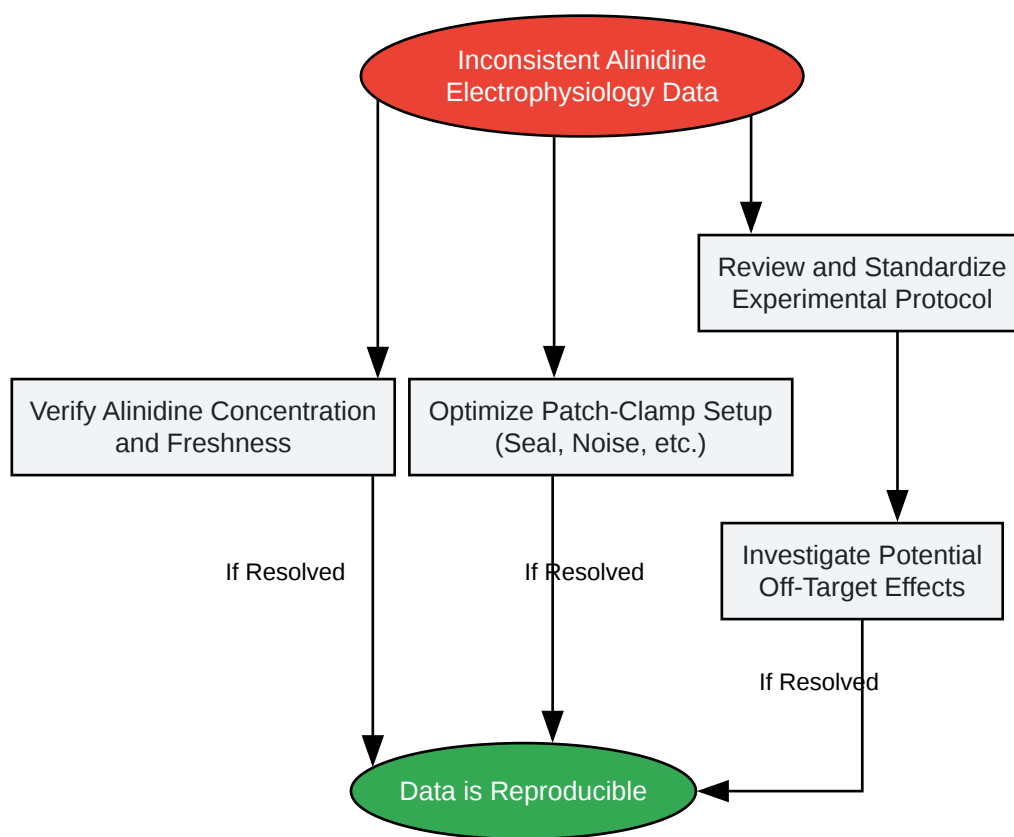 Inconsistent Alinidine
Electrophysiology Data
Review and Standardize
Experimental Protocol
Verify Alinidine Concentration
and Freshness
Optimize Patch-Clamp Setup
(Seal, Noise, etc.)
Investigate Potential
Off-Target Effects
If Resolved
If Resolved
If Resolved
Data is Reproducible